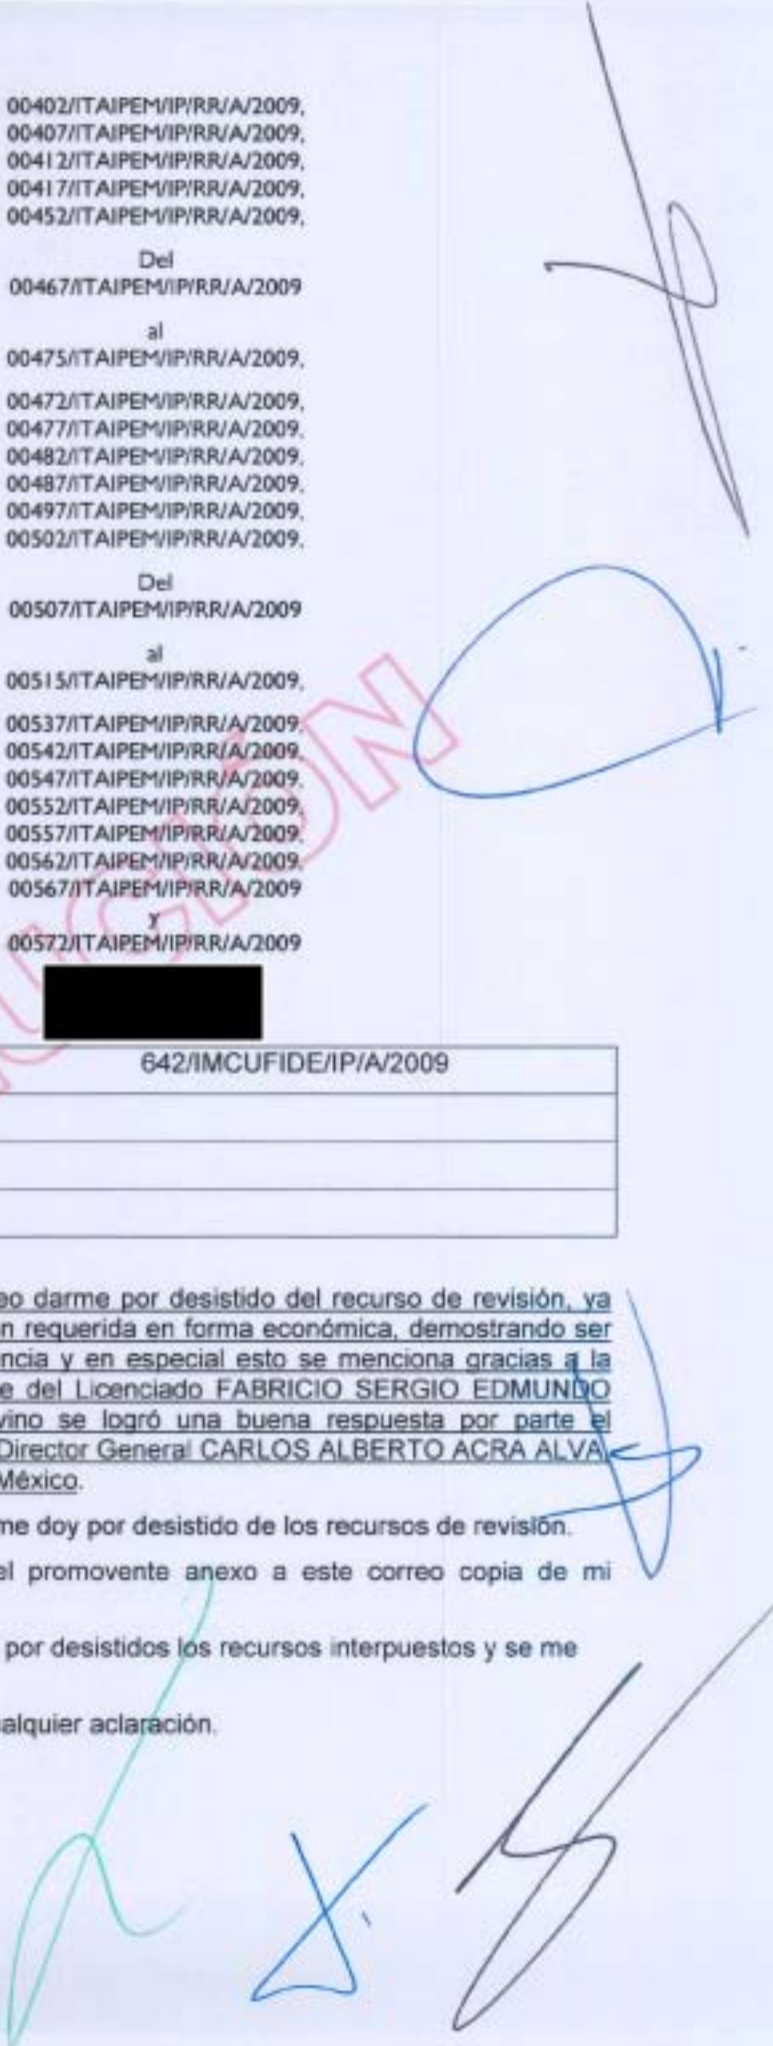 00402/ITAIPEM/IP/RR/A/2009,
00407/ITAIPEM/IP/RR/A/2009,
00412/ITAIPEM/IP/RR/A/2009,
00417/ITAIPEM/IP/RR/A/2009,
00452/ITAIPEM/IP/RR/A/2009,
Del
00467/ITAIPEM/IP/RR/A/2009
al
00475/ITAIPEM/IP/RR/A/2009,
00472/ITAIPEM/IP/RR/A/2009,
00477/ITAIPEM/IP/RR/A/2009,
00482/ITAIPEM/IP/RR/A/2009,
00487/ITAIPEM/IP/RR/A/2009,
00497/ITAIPEM/IP/RR/A/2009,
00502/ITAIPEM/IP/RR/A/2009,
Del
00507/ITAIPEM/IP/RR/A/2009
al
00515/ITAIPEM/IP/RR/A/2009,
00537/ITAIPEM/IP/RR/A/2009,
00542/ITAIPEM/IP/RR/A/2009,
00547/ITAIPEM/IP/RR/A/2009,
00552/ITAIPEM/IP/RR/A/2009,
00557/ITAIPEM/IP/RR/A/2009,
00562/ITAIPEM/IP/RR/A/2009,
00567/ITAIPEM/IP/RR/A/2009
y
00572/ITAIPEM/IP/RR/A/2009
UCIÓN
642/IMCUFIDE/IP/A/2009
eo darme por desistido del recurso de revisión, ya
n requerida en forma económica, demostrando ser
encia y en especial esto se menciona gracias a la
e del Licenciado FABRICIO SERGIO EDMUNDO
vino se logró una buena respuesta por parte el
Director General CARLOS ALBERTO ACRA ALVA,
México.
me doy por desistido de los recursos de revisión.
el promovente anexo a este correo copia de mi
por desistidos los recursos interpuestos y se me
alquier aclaración.